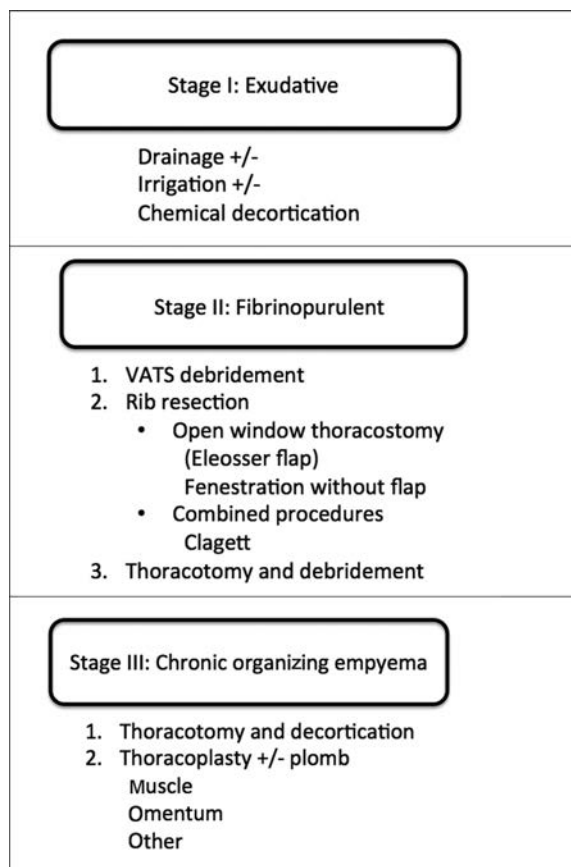 Stage I: Exudative
Drainage +/-
Irrigation +/-
Chemical decortication
Stage II: Fibrinopurulent
1. VATS debridement
2. Rib resection
• Open window thoracostomy
(Eleosser flap)
Fenestration without flap
• Combined procedures
Clagett
3. Thoracotomy and debridement
Stage III: Chronic organizing empyema
1. Thoracotomy and decortication
2. Thoracoplasty +/- plomb
Muscle
Omentum
Other